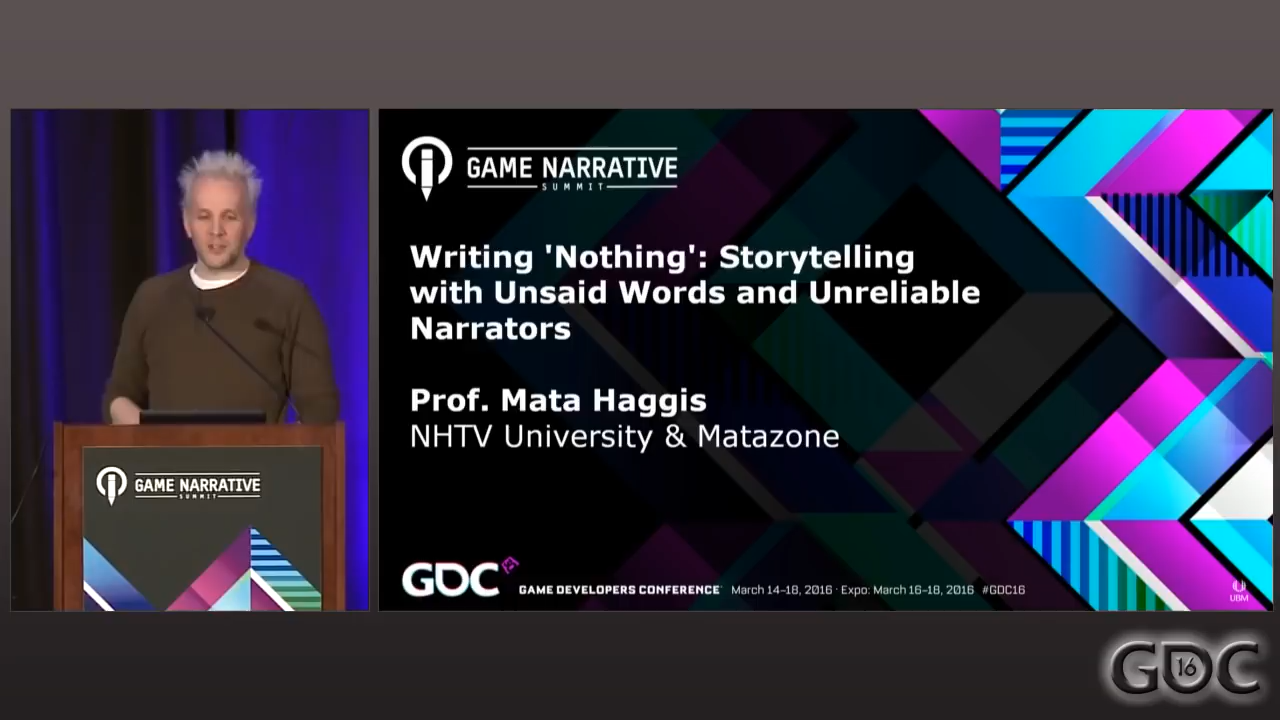 GAME NARRATIVE
SUMMIT
Writing 'Nothing': Storytelling
with Unsaid Words and Unreliable
Narrators
Prof. Mata Haggis
NHTV University & Matazone
GDC GAME DEVELOPERS CONFERENCE March 14–18, 2016 · Expo: March 16–18, 2016 #GDC16
UBM
GAME NARRATIVE
SUMMIT
GDC 16